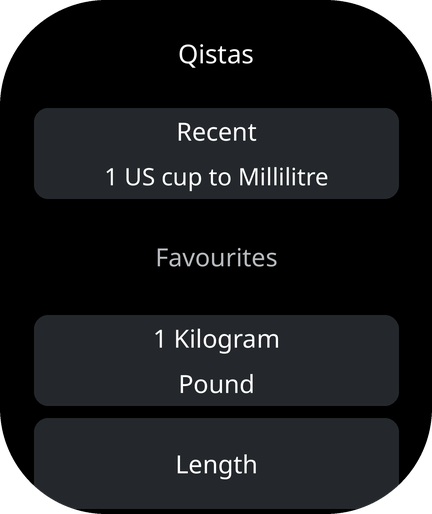 Qistas
Recent
1 US cup to Millilitre
Favourites
1 Kilogram
Pound
Length